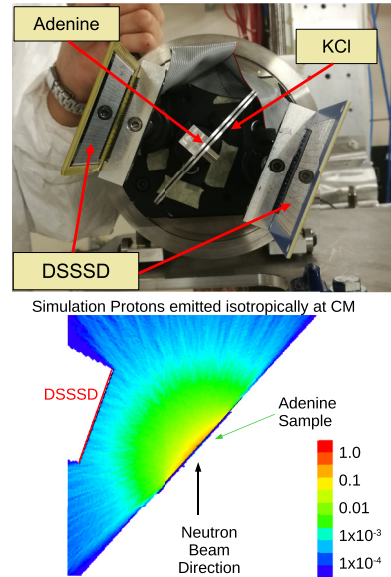 Adenine
KCl
DSSSD
Simulation Protons emitted isotropically at CM
DSSSD
Adenine
Sample
Neutron
Beam
Direction
1.0
0.1
0.01
1x10⁻³
1x10⁻⁴